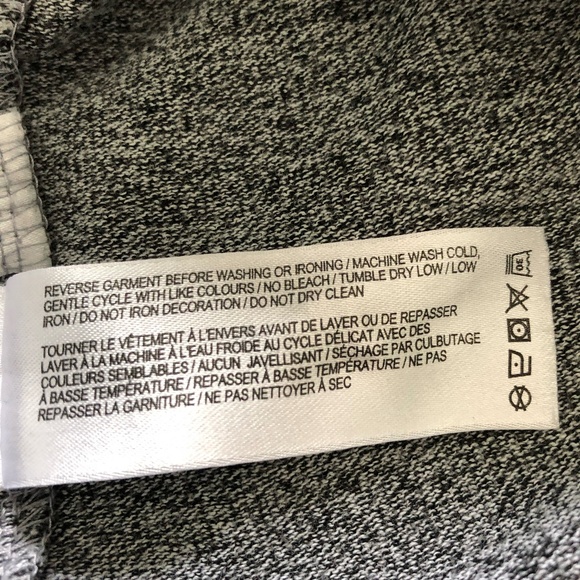 REVERSE GARMENT BEFORE WASHING OR IRONING / MACHINE WASH COLD,
GENTLE CYCLE WITH LIKE COLOURS / NO BLEACH / TUMBLE DRY LOW / LOW
IRON / DO NOT IRON DECORATION / DO NOT DRY CLEAN
TOURNER LE VÊTEMENT À L'ENVERS AVANT DE LAVER OU DE REPASSER
LAVER À LA MACHINE À L'EAU FROIDE AU CYCLE DÉLICAT AVEC DES
COULEURS SEMBLABLES / AUCUN JAVELLISANT / SÉCHAGE PAR CULBUTAGE
À BASSE TEMPÉRATURE / REPASSER À BASSE TEMPÉRATURE / NE PAS
REPASSER LA GARNITURE / NE PAS NETTOYER À SEC
30